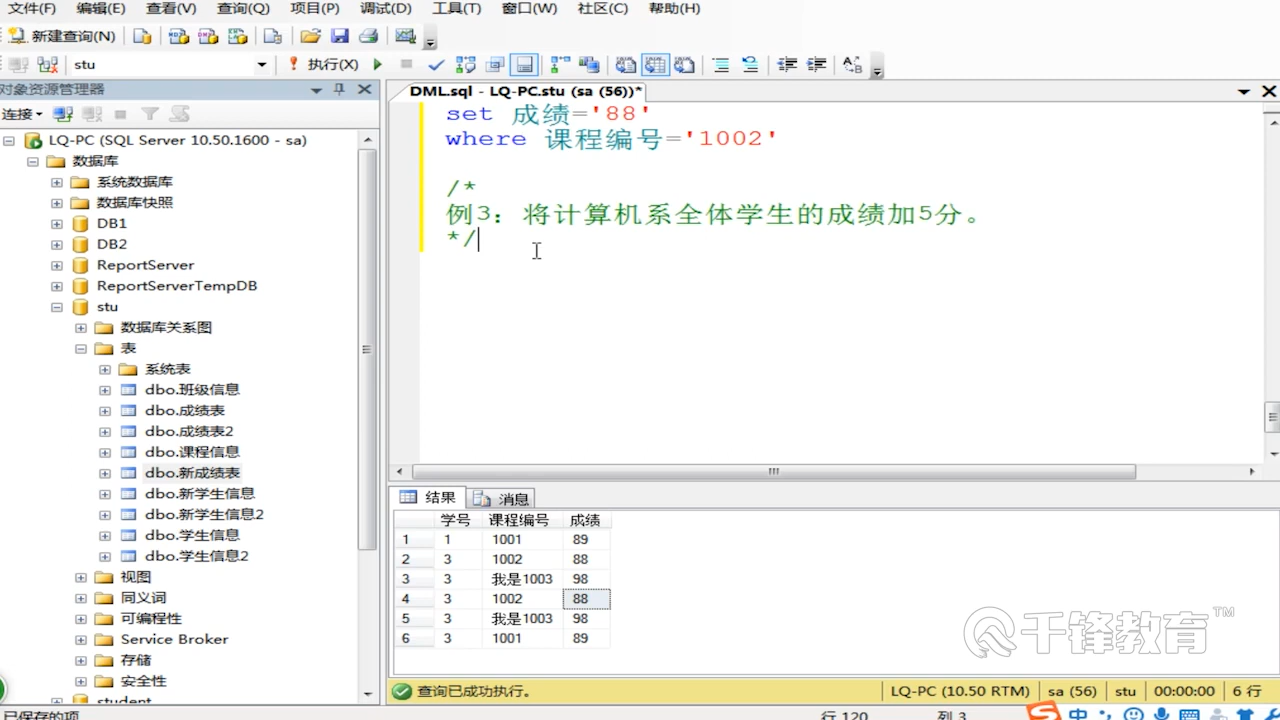 文件(F) 编辑(E) 查看(V) 查询(Q) 项目(P) 调试(D) 工具(T) 窗口(W) 社区(C) 帮助(H)
新建查询(N)
stu 执行(X)
对象资源管理器
连接
LQ-PC (SQL Server 10.50.1600 - sa)
数据库
系统数据库
数据库快照
DB1
DB2
ReportServer
ReportServerTempDB
stu
数据库关系图
表
系统表
dbo.班级信息
dbo.成绩表
dbo.成绩表2
dbo.课程信息
dbo.新成绩表
dbo.新学生信息
dbo.新学生信息2
dbo.学生信息
dbo.学生信息2
视图
同义词
可编程性
Service Broker
存储
安全性
student
DML.sql - LQ-PC.stu (sa (56))*
set 成绩='88'
where 课程编号='1002'
/*
例3：将计算机系全体学生的成绩加5分。
*/
结果 消息
学号 课程编号 成绩
1 1 1001 89
2 3 1002 88
3 3 我是1003 98
4 3 1002 88
5 3 我是1003 98
6 3 1001 89
千锋教育™
查询已成功执行。 LQ-PC (10.50 RTM) sa (56) stu 00:00:00 6 行
已保存的项 行 120 列 3 中